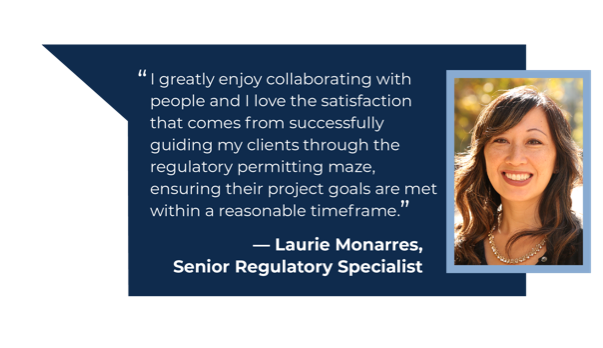 “I greatly enjoy collaborating with
people and I love the satisfaction
that comes from successfully
guiding my clients through the
regulatory permitting maze,
ensuring their project goals are met
within a reasonable timeframe.”
— Laurie Monarres,
Senior Regulatory Specialist